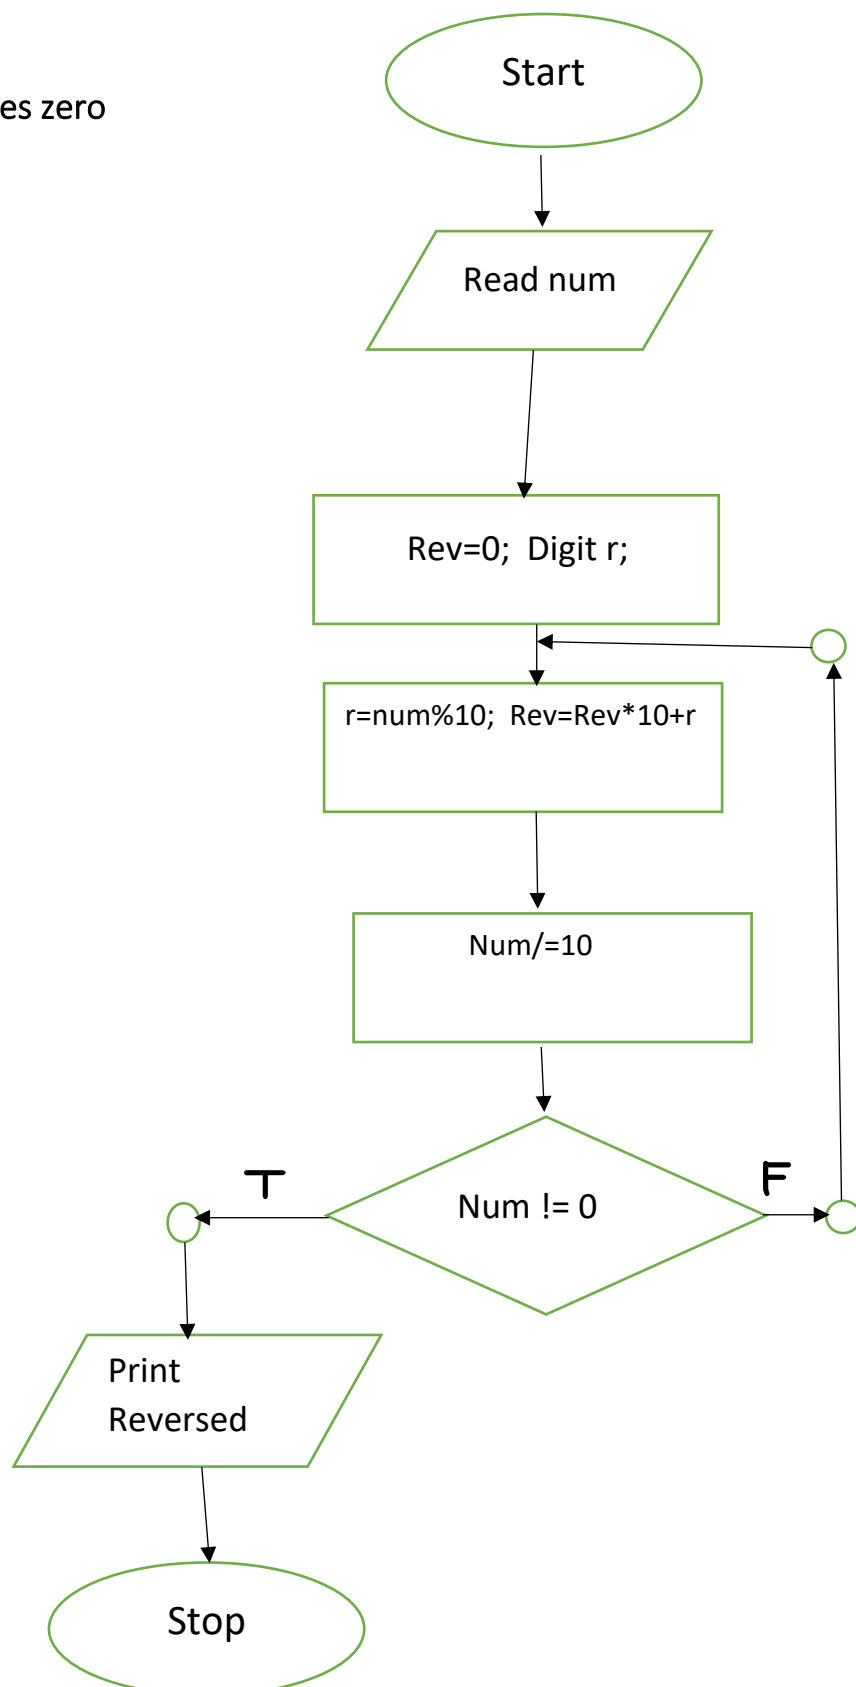 Start
es zero
Read num
Rev=0; Digit r;
r=num%10; Rev=Rev*10+r
Num/=10
T
F
Num != 0
Print
Reversed
Stop